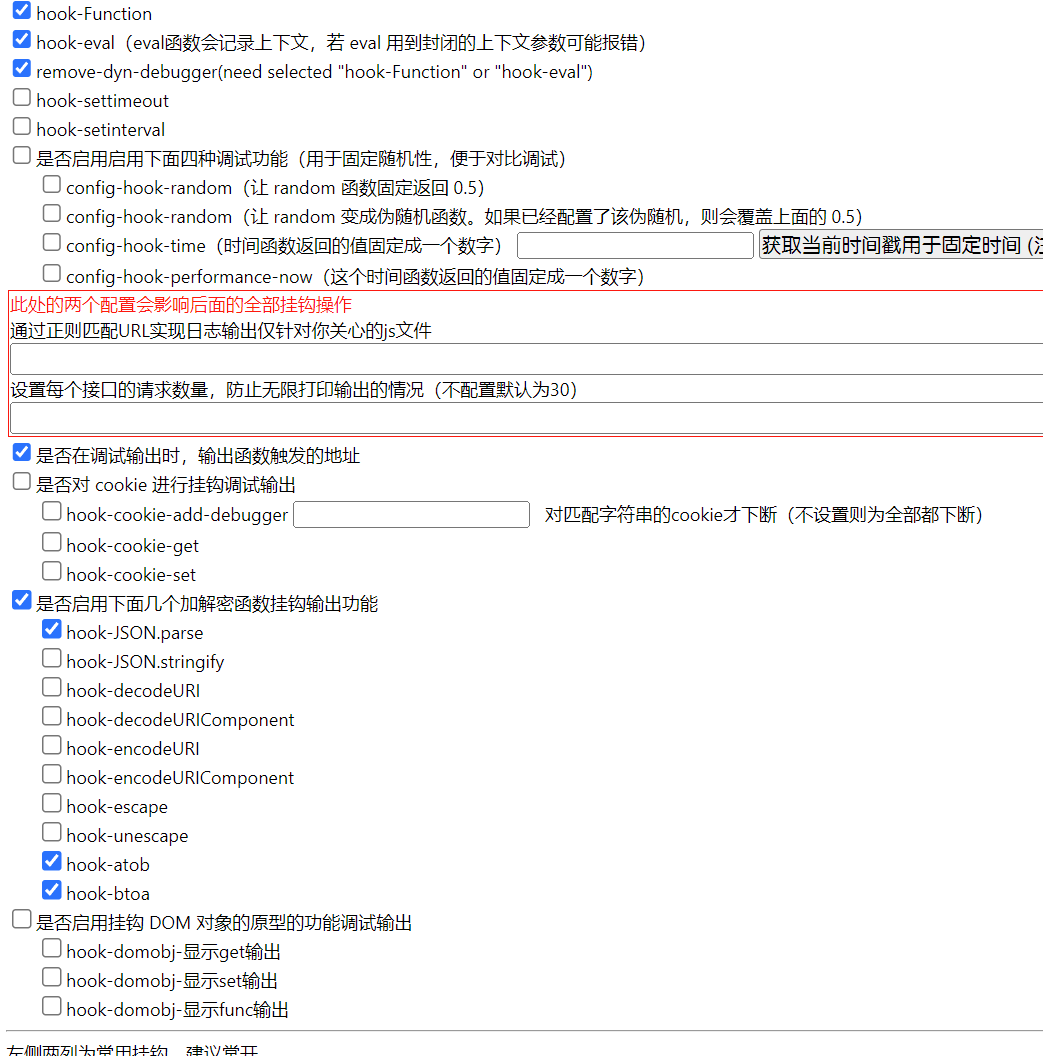 hook-Function
hook-eval（eval函数会记录上下文，若 eval 用到封闭的上下文参数可能报错）
remove-dyn-debugger(need selected "hook-Function" or "hook-eval")
hook-settimeout
hook-setinterval
是否启用启用下面四种调试功能（用于固定随机性，便于对比调试）
config-hook-random（让 random 函数固定返回 0.5）
config-hook-random（让 random 变成伪随机函数。如果已经配置了该伪随机，则会覆盖上面的 0.5）
config-hook-time（时间函数返回的值固定成一个数字） 获取当前时间戳用于固定时间 (注
config-hook-performance-now（这个时间函数返回的值固定成一个数字）
此处的两个配置会影响后面的全部挂钩操作
通过正则匹配URL实现日志输出仅针对你关心的js文件
设置每个接口的请求数量，防止无限打印输出的情况（不配置默认为30）
是否在调试输出时，输出函数触发的地址
是否对 cookie 进行挂钩调试输出
hook-cookie-add-debugger 对匹配字符串的cookie才下断（不设置则为全部都下断）
hook-cookie-get
hook-cookie-set
是否启用下面几个加解密函数挂钩输出功能
hook-JSON.parse
hook-JSON.stringify
hook-decodeURI
hook-decodeURIComponent
hook-encodeURI
hook-encodeURIComponent
hook-escape
hook-unescape
hook-atob
hook-btoa
是否启用挂钩 DOM 对象的原型的功能调试输出
hook-domobj-显示get输出
hook-domobj-显示set输出
hook-domobj-显示func输出
左侧两列为常用挂钩，建议常开